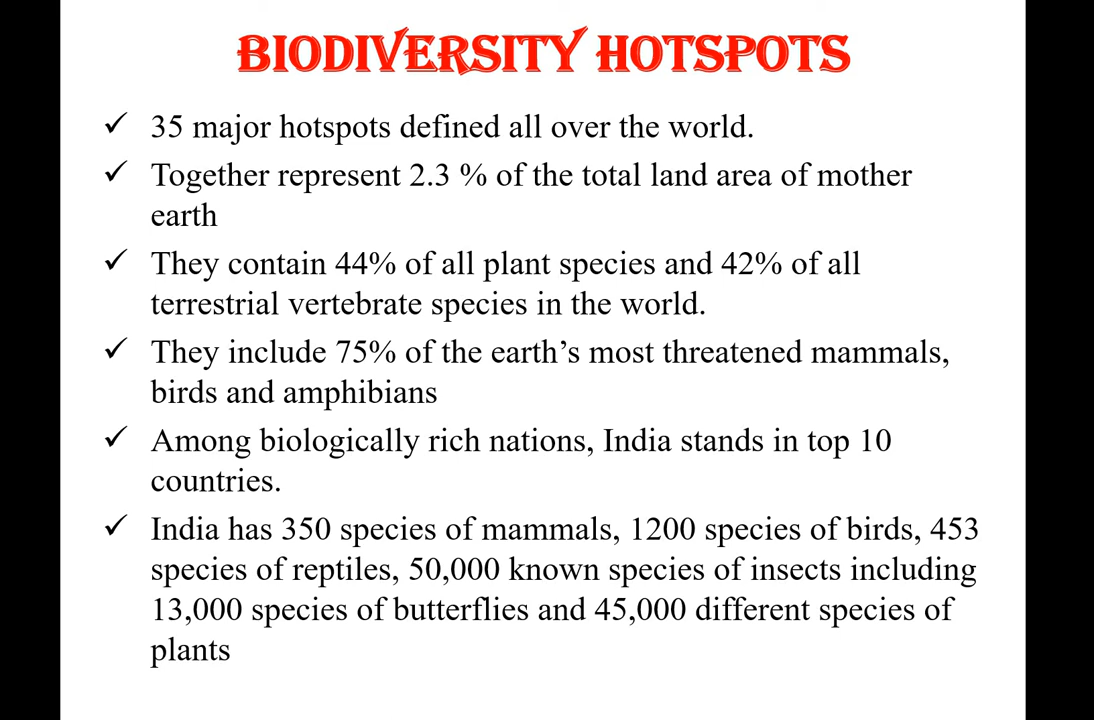 BIODIVERSITY HOTSPOTS
✓ 35 major hotspots defined all over the world.
✓ Together represent 2.3 % of the total land area of mother
earth
✓ They contain 44% of all plant species and 42% of all
terrestrial vertebrate species in the world.
✓ They include 75% of the earth’s most threatened mammals,
birds and amphibians
✓ Among biologically rich nations, India stands in top 10
countries.
✓ India has 350 species of mammals, 1200 species of birds, 453
species of reptiles, 50,000 known species of insects including
13,000 species of butterflies and 45,000 different species of
plants